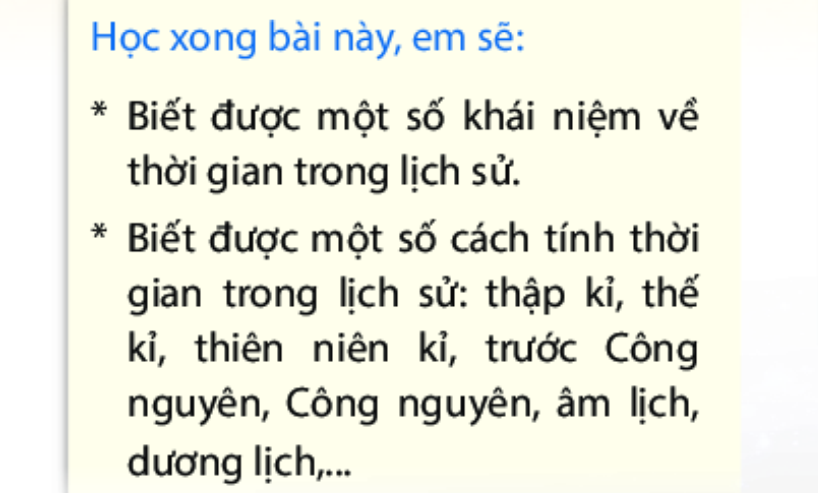 Học xong bài này, em sẽ:
* Biết được một số khái niệm về
thời gian trong lịch sử.
* Biết được một số cách tính thời
gian trong lịch sử: thập kỉ, thế
kỉ, thiên niên kỉ, trước Công
nguyên, Công nguyên, âm lịch,
dương lịch,...